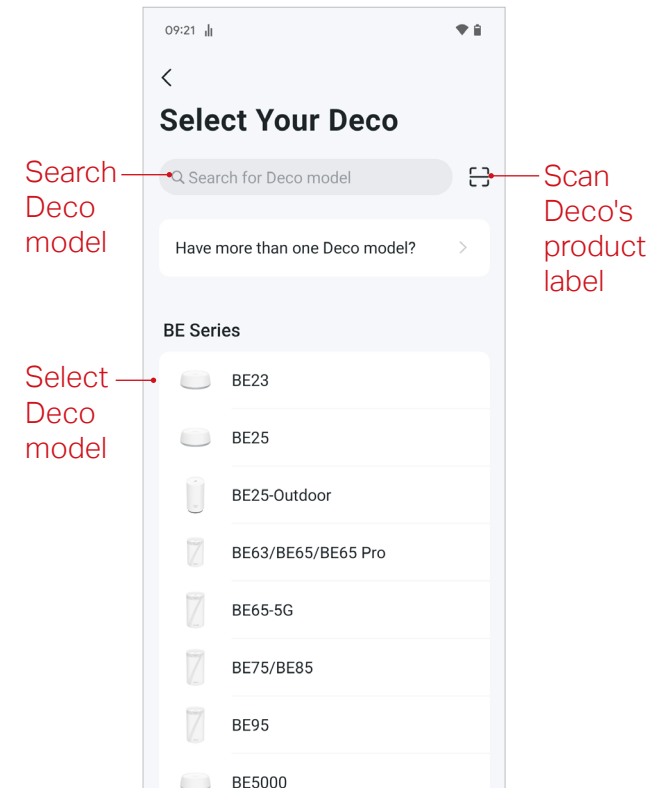 09:21
Select Your Deco
Search for Deco model
Search
Deco
model
Scan
Deco's
product
label
Have more than one Deco model?
BE Series
Select
Deco
model
BE23
BE25
BE25-Outdoor
BE63/BE65/BE65 Pro
BE65-5G
BE75/BE85
BE95
BE5000